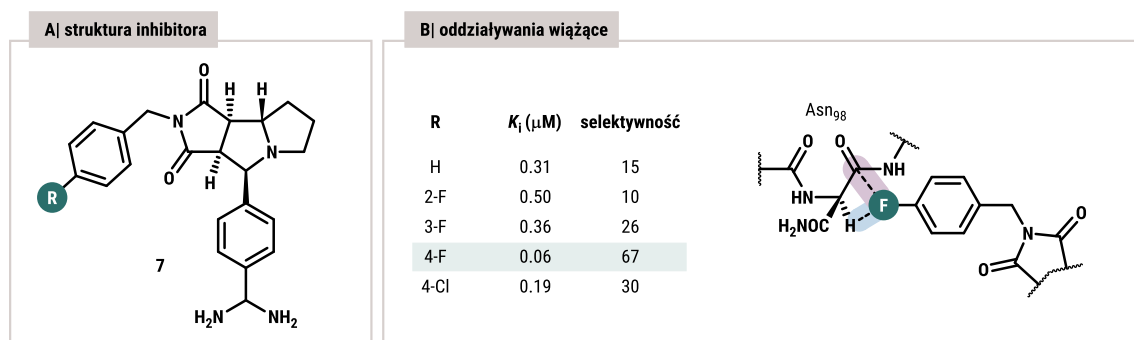 A| struktura inhibitora
B| oddziaływania wiążące
O
H
H
N
O
H
N
R
7
H₂N
NH₂
R Kᵢ (μM) selektywność
H 0.31 15
2-F 0.50 10
3-F 0.36 26
4-F 0.06 67
4-Cl 0.19 30
Asn₉₈
O
O
NH
HN
F
H₂NOC
H
N
O
O